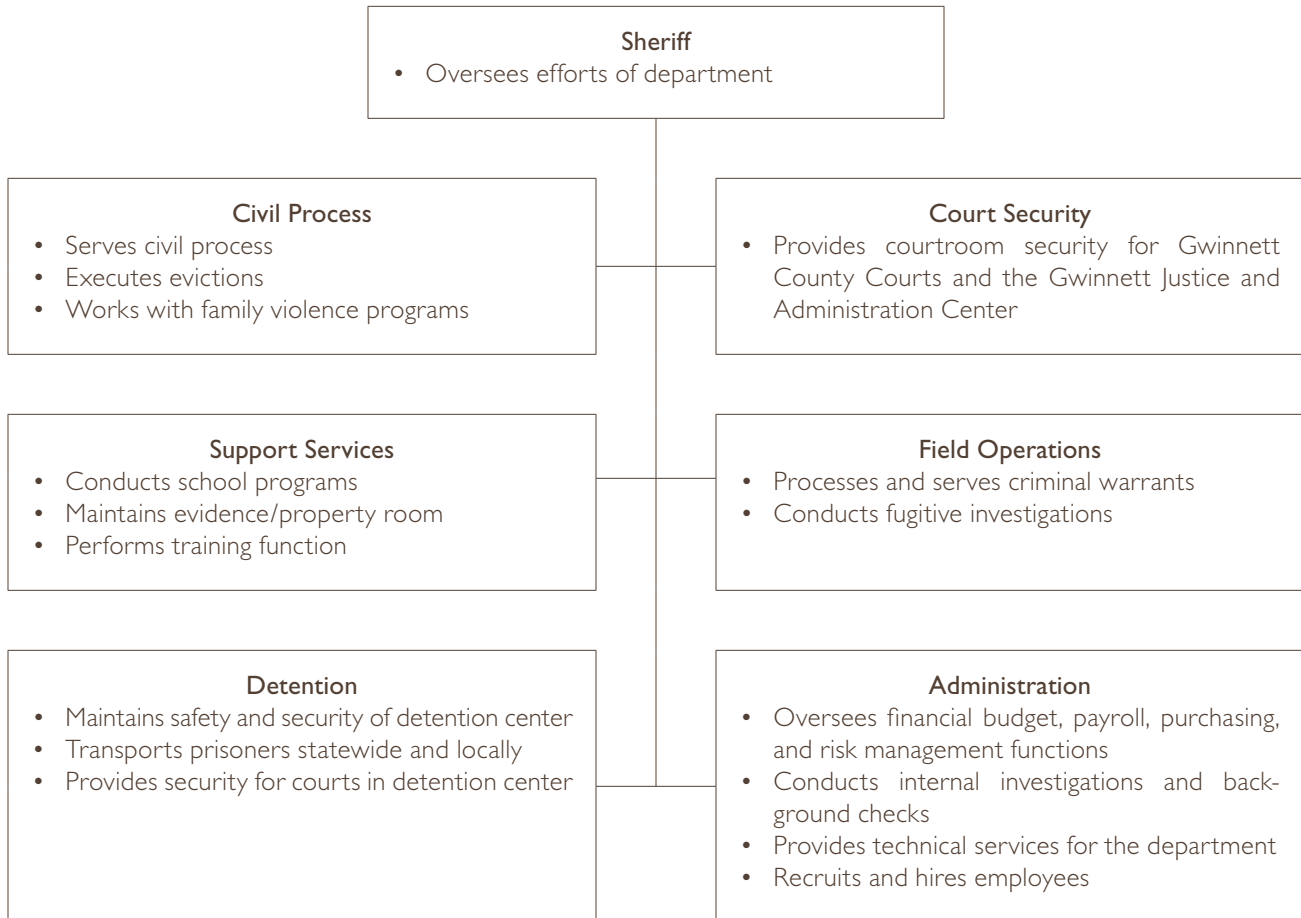 Sheriff
• Oversees efforts of department
Civil Process
• Serves civil process
• Executes evictions
• Works with family violence programs
Court Security
• Provides courtroom security for Gwinnett
County Courts and the Gwinnett Justice and
Administration Center
Support Services
• Conducts school programs
• Maintains evidence/property room
• Performs training function
Field Operations
• Processes and serves criminal warrants
• Conducts fugitive investigations
Detention
• Maintains safety and security of detention center
• Transports prisoners statewide and locally
• Provides security for courts in detention center
Administration
• Oversees financial budget, payroll, purchasing,
and risk management functions
• Conducts internal investigations and back-
ground checks
• Provides technical services for the department
• Recruits and hires employees